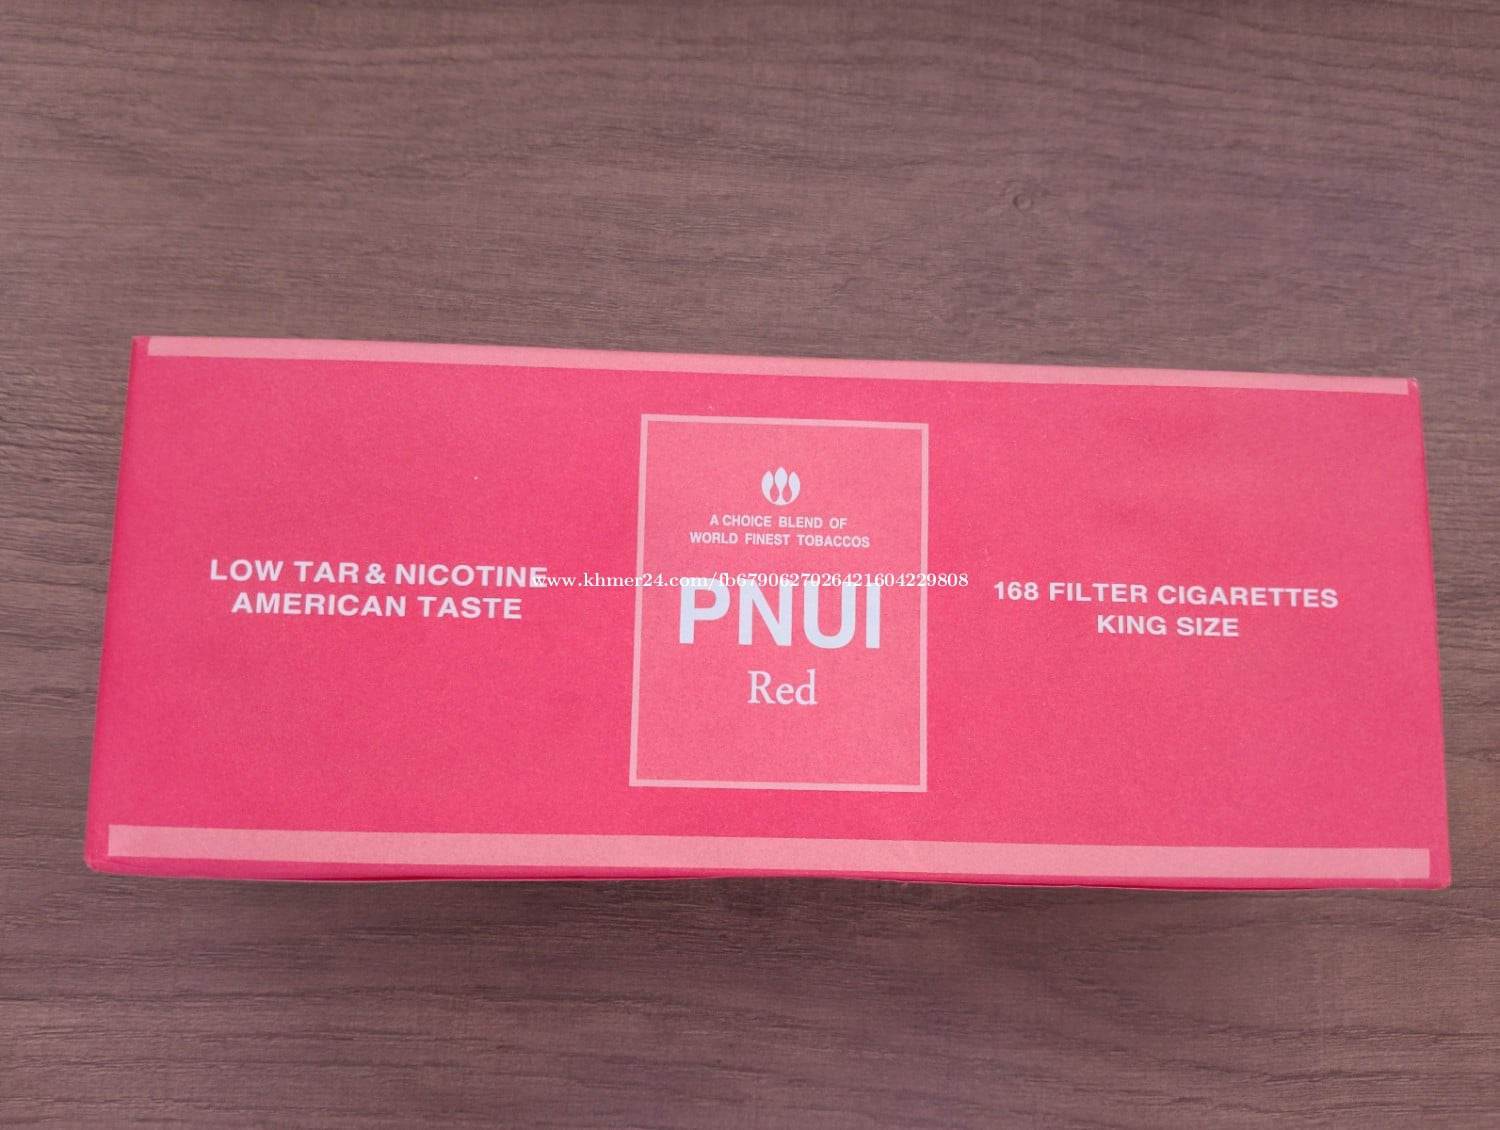 LOW TAR & NICOTINE
AMERICAN TASTE
A CHOICE BLEND OF
WORLD FINEST TOBACCOS
www.khmer24.com/fb6790627026421604229808
PNUI
Red
168 FILTER CIGARETTES
KING SIZE